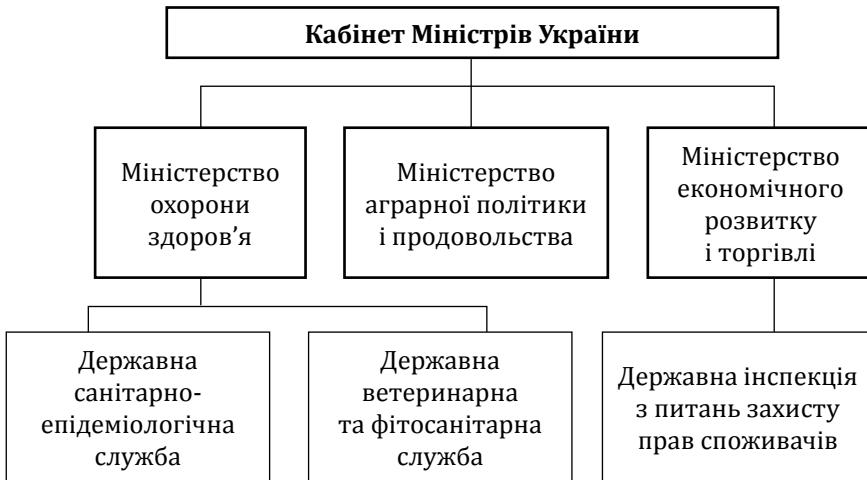 Кабінет Міністрів України
Міністерство
охорони
здоров’я
Міністерство
аграрної політики
і продовольства
Міністерство
економічного
розвитку
і торгівлі
Державна
санітарно-
епідеміологічна
служба
Державна
ветеринарна
та фітосанітарна
служба
Державна інспекція
з питань захисту
прав споживачів